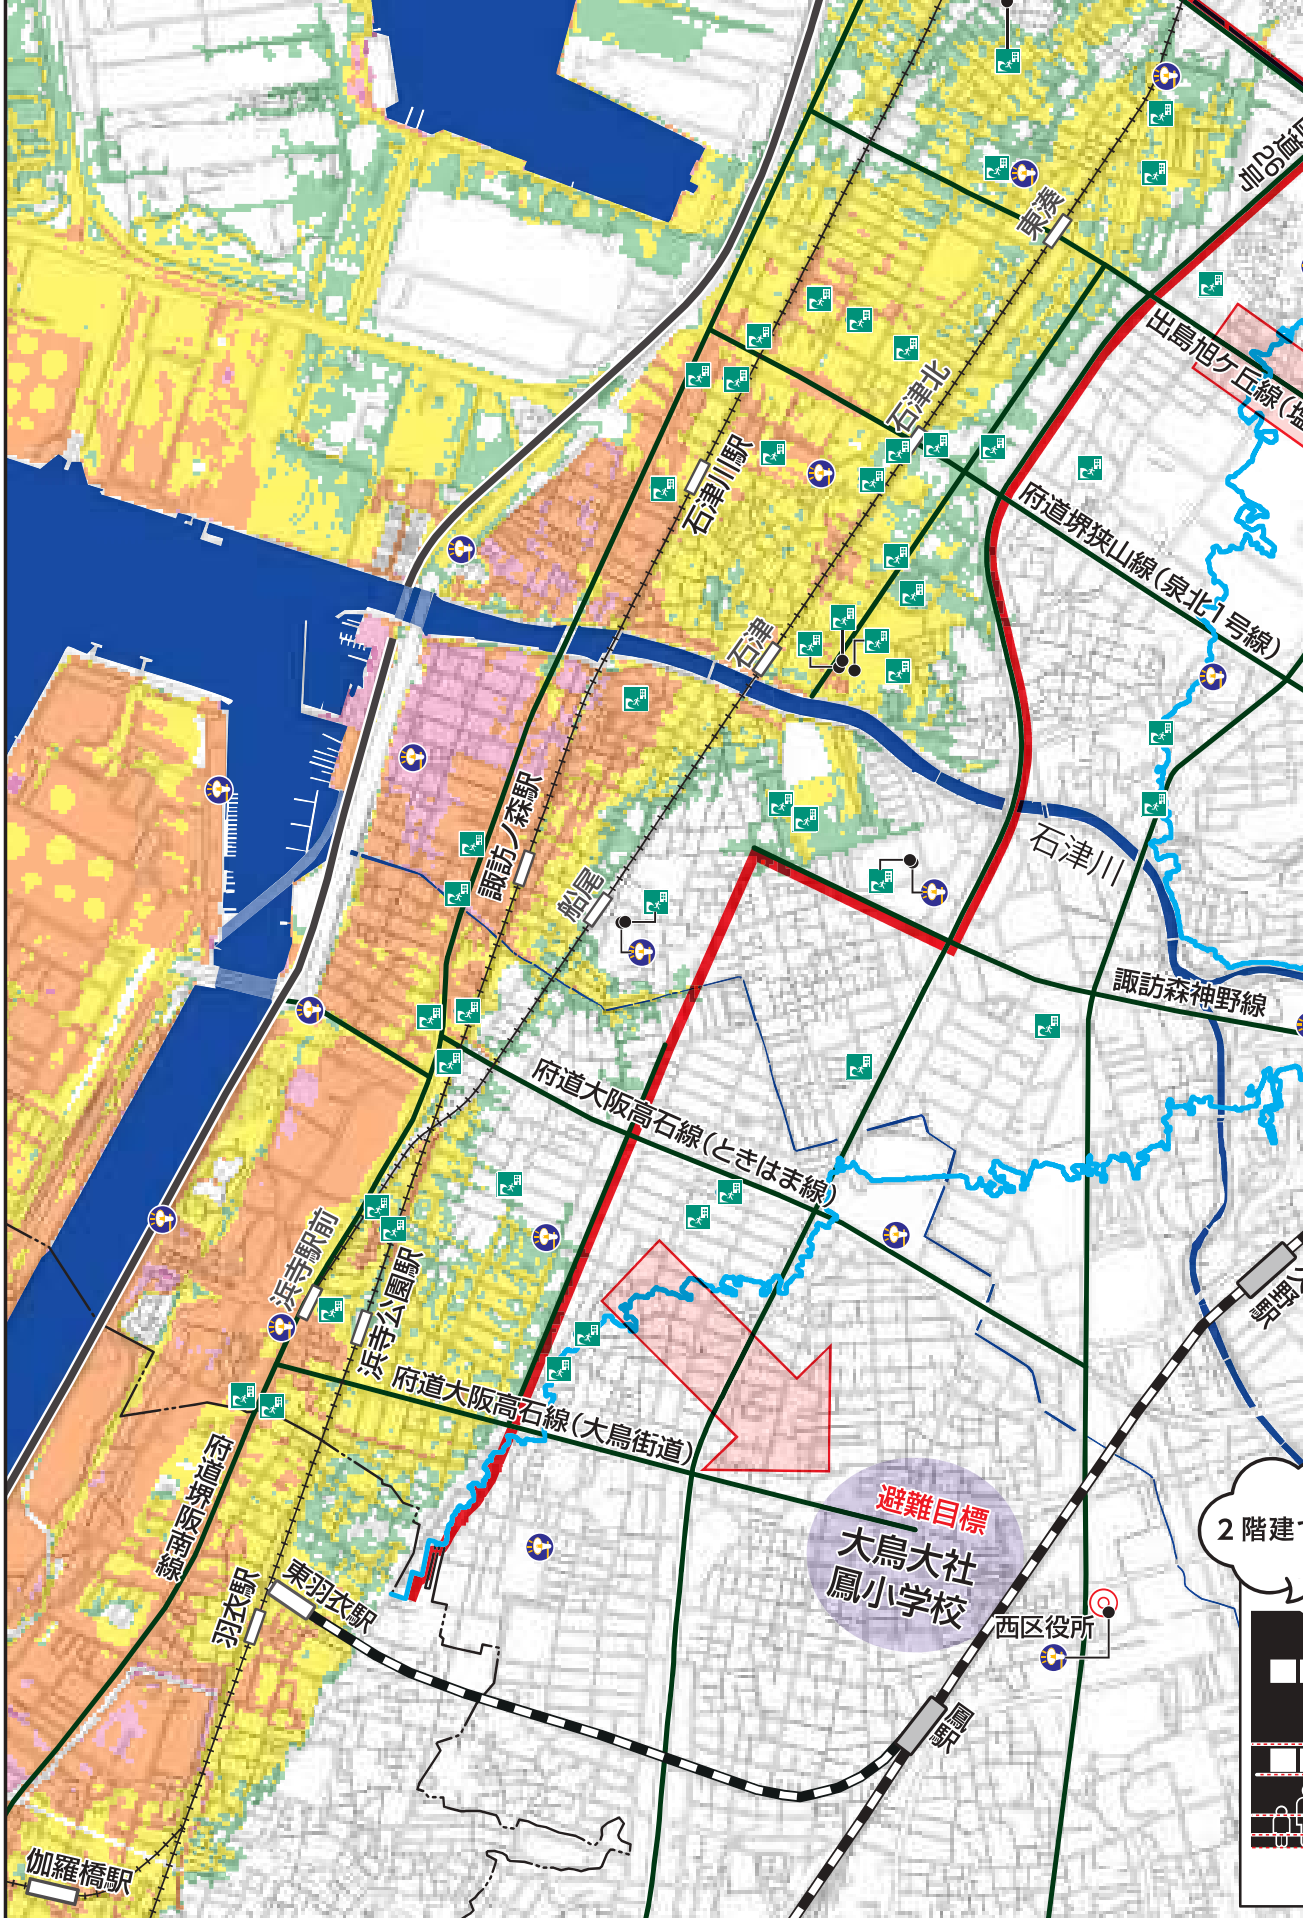 道26号
東湊
出島旭ケ丘線(塩
石津北
石津川駅
府道堺狭山線(泉北1号線)
石津
諏訪ノ森駅
石津川
船尾
諏訪森神野線
府道大阪高石線(ときはま線)
浜寺駅前
浜寺公園駅
府道大阪高石線(大鳥街道)
府道堺阪南線
避難目標
大鳥大社
鳳小学校
2階建
東羽衣駅
羽衣駅
西区役所
鳳駅
伽羅橋駅